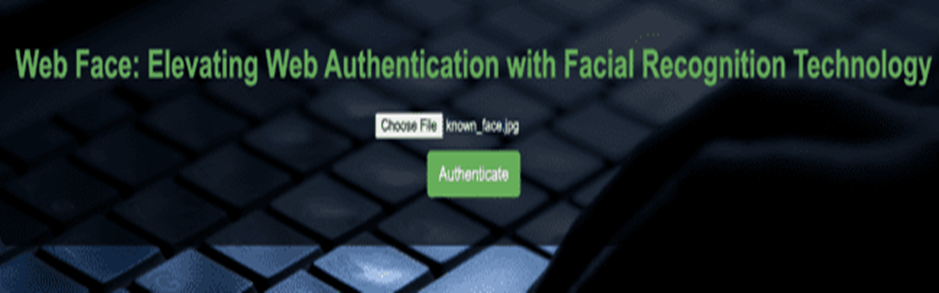 Web Face: Elevating Web Authentication with Facial Recognition Technology
Choose File known_face.jpg
Authenticate